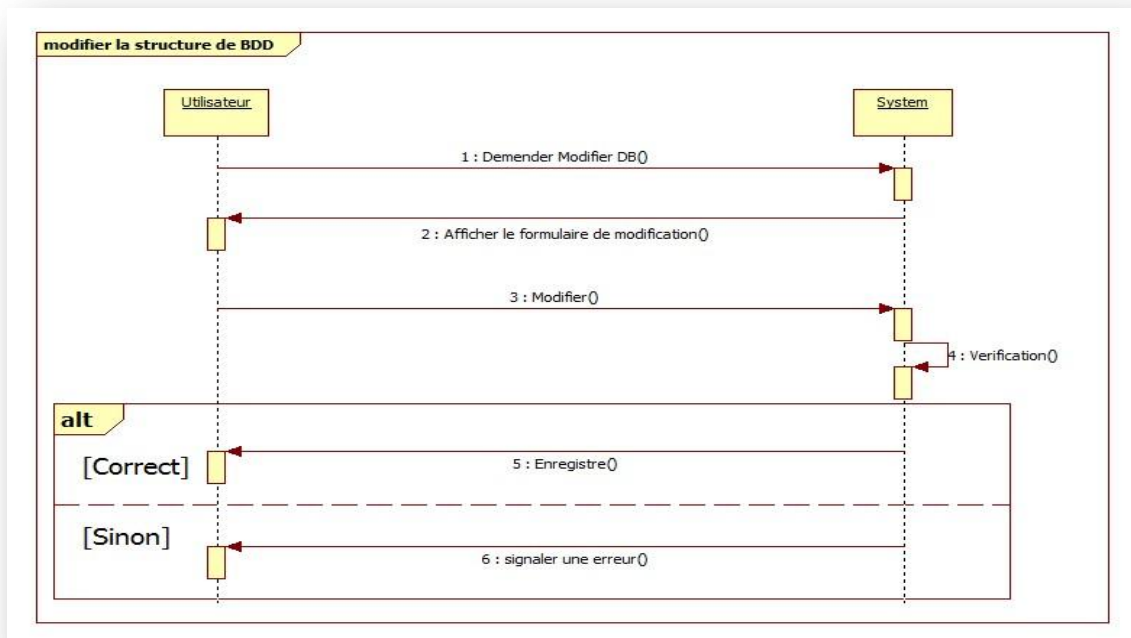 modifier la structure de BDD
Utilisateur
System
1 : Demender Modifier DB()
2 : Afficher le formulaire de modification()
3 : Modifier()
4 : Verification()
alt
[Correct]
5 : Enregistre()
[Sinon]
6 : signaler une erreur()